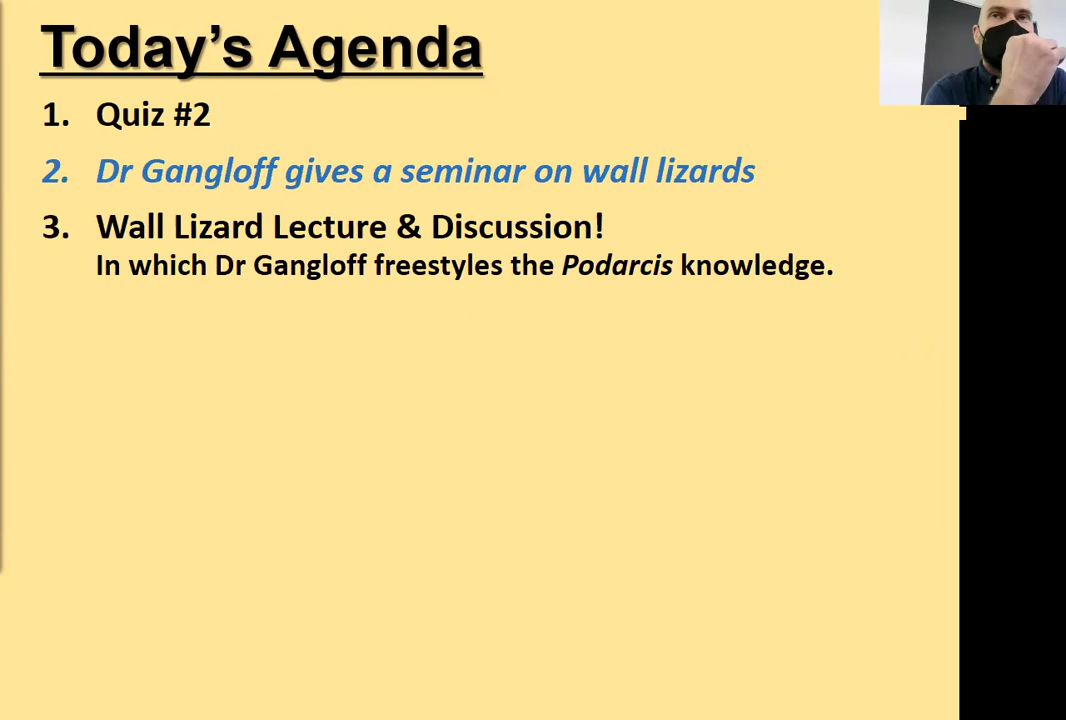 Today’s Agenda
1. Quiz #2
2. Dr Gangloff gives a seminar on wall lizards
3. Wall Lizard Lecture & Discussion!
In which Dr Gangloff freestyles the Podarcis knowledge.